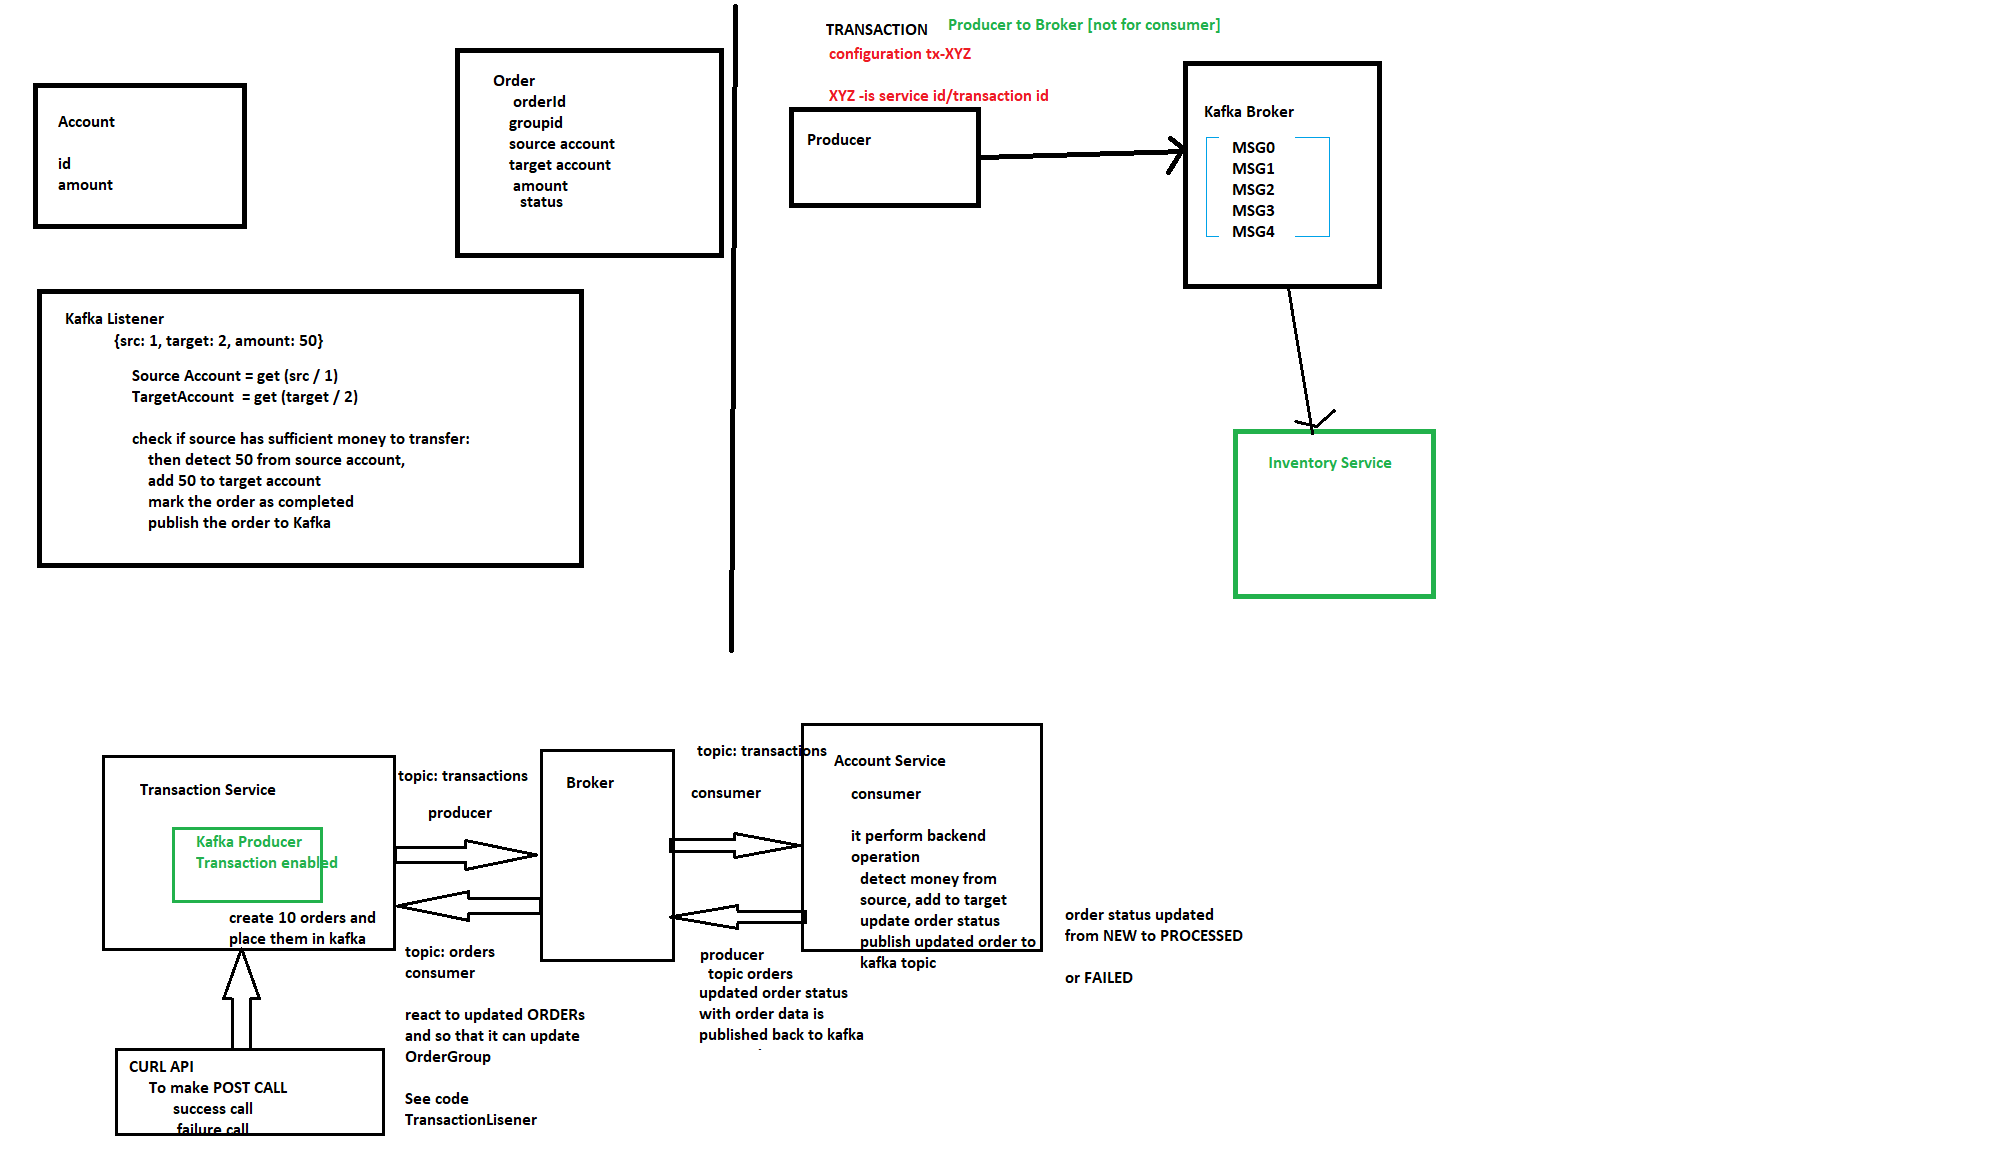 TRANSACTION
Producer to Broker [not for consumer]
configuration tx-XYZ
XYZ -is service id/transaction id
Account
id
amount
Order
orderId
groupid
source account
target account
amount
status
Producer
Kafka Broker
MSG0
MSG1
MSG2
MSG3
MSG4
Kafka Listener
{src: 1, target: 2, amount: 50}
Source Account = get (src / 1)
TargetAccount = get (target / 2)
check if source has sufficient money to transfer:
then detect 50 from source account,
add 50 to target account
mark the order as completed
publish the order to Kafka
Inventory Service
Transaction Service
Kafka Producer
Transaction enabled
create 10 orders and
place them in kafka
topic: transactions
producer
Broker
topic: transactions
consumer
Account Service
consumer
it perform backend
operation
detect money from
source, add to target
update order status
publish updated order to
kafka topic
order status updated
from NEW to PROCESSED
or FAILED
topic: orders
consumer
react to updated ORDERs
and so that it can update
OrderGroup
See code
TransactionLisener
producer
topic orders
updated order status
with order data is
published back to kafka
CURL API
To make POST CALL
success call
failure call